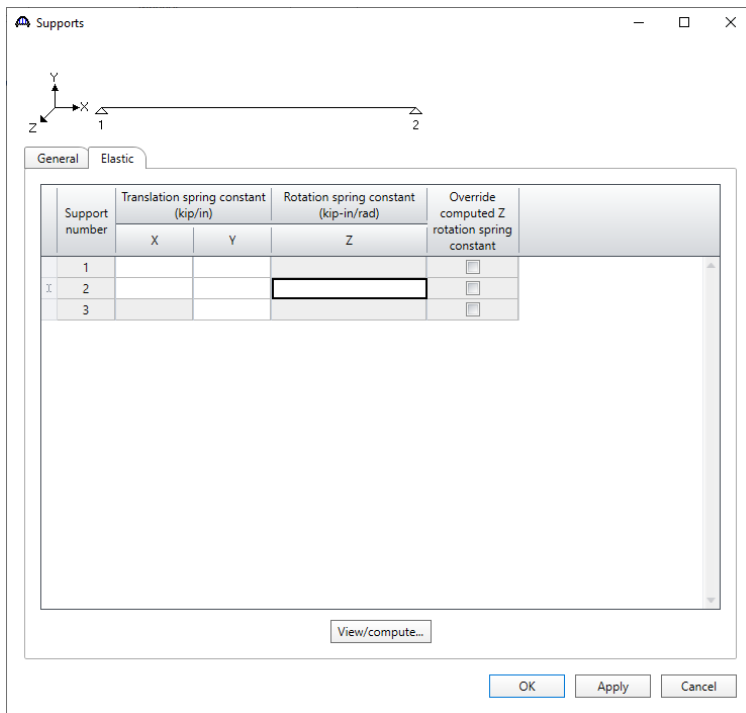 Supports
Y
X
Z
1
2
General
Elastic
Support number
Translation spring constant (kip/in)
Rotation spring constant (kip-in/rad)
Override computed Z rotation spring constant
X
Y
Z
1
2
3
View/compute...
OK
Apply
Cancel